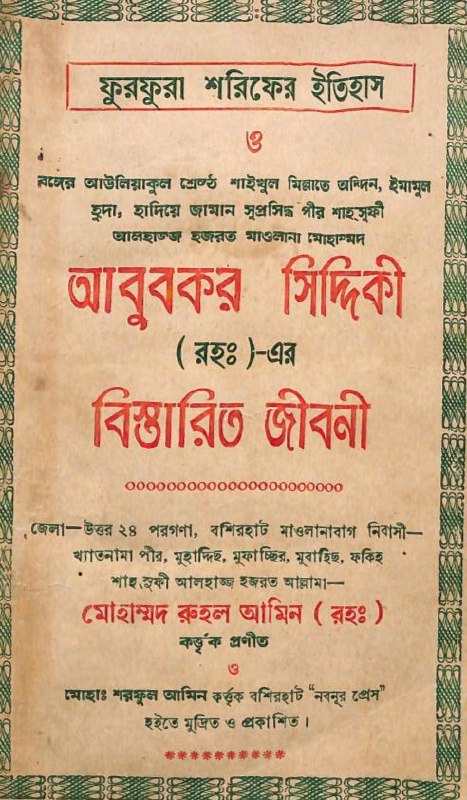 ফুরফুরা শরিফের ইতিহাস
ও
বঙ্গের আউলিয়াকুল শ্রেষ্ঠ শাইখুল মিল্লাতে অদ্দিন, ইমামুল
হুদা, হাদিয়ে জামান সুপ্রসিদ্ধ পীর শাহ্‌সুফী
আলহাজ্জ হজরত মাওলানা মোহাম্মদ
আবুবকর সিদ্দিকী
( রহঃ )-এর
বিস্তারিত জীবনী
জেলা—উত্তর ২৪ পরগণা, বশিরহাট মাওলানাবাগ নিবাসী—
খ্যাতনামা পীর, মুহাদ্দিছ, মুফাচ্ছির, মুবাহিছ, ফকিহ
শাহ্‌সুফী আলহাজ্জ হজরত আল্লামা—
মোহাম্মদ রুহল আমিন ( রহঃ )
কর্ত্তৃক প্রণীত
ও
মোহাঃ শরফুল আমিন কর্ত্তৃক বশিরহাট “নবনূর প্রেস”
হইতে মুদ্রিত ও প্রকাশিত।